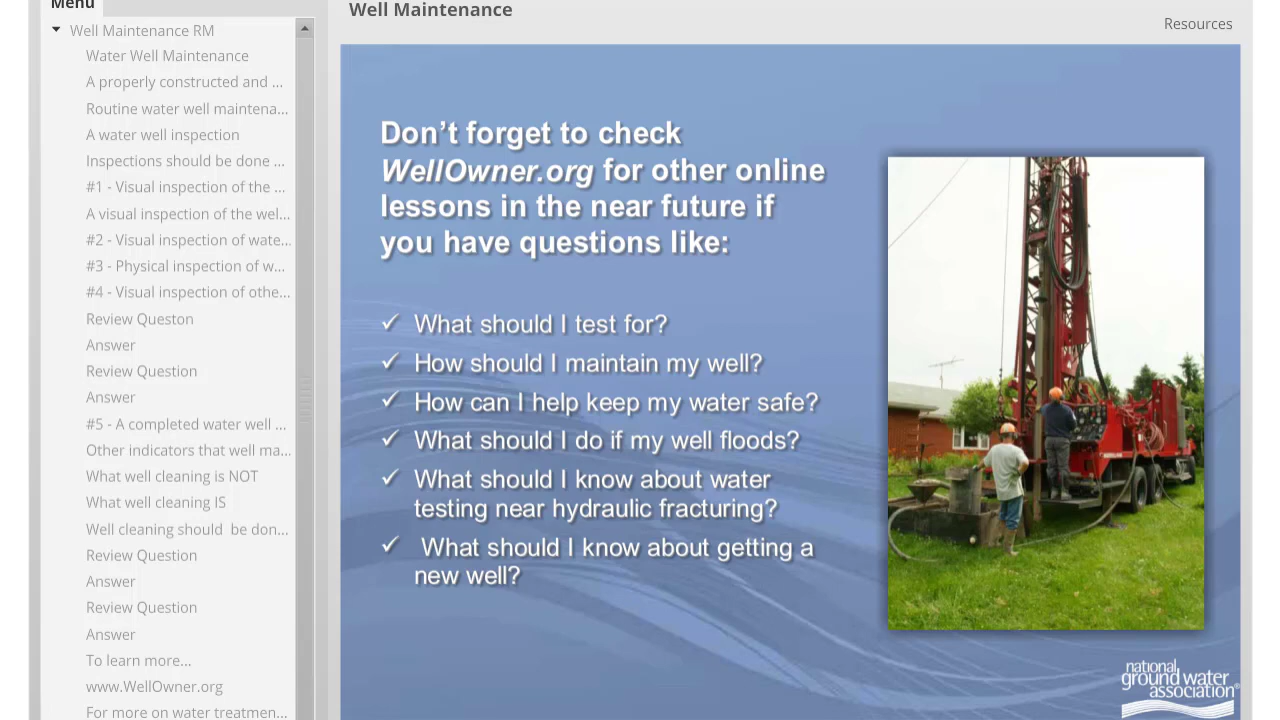 Menu
Well Maintenance
Resources
Well Maintenance RM
Water Well Maintenance
A properly constructed and ...
Routine water well maintena...
A water well inspection
Inspections should be done ...
#1 - Visual inspection of the ...
A visual inspection of the wel...
#2 - Visual inspection of wate...
#3 - Physical inspection of w...
#4 - Visual inspection of othe...
Review Queston
Answer
Review Question
Answer
#5 - A completed water well ...
Other indicators that well ma...
What well cleaning is NOT
What well cleaning IS
Well cleaning should  be don...
Review Question
Answer
Review Question
Answer
To learn more...
www.WellOwner.org
For more on water treatmen...
Don't forget to check
WellOwner.org for other online
lessons in the near future if
you have questions like:
✓ What should I test for?
✓ How should I maintain my well?
✓ How can I help keep my water safe?
✓ What should I do if my well floods?
✓ What should I know about water
testing near hydraulic fracturing?
✓ What should I know about getting a
new well?
national
ground water
association®